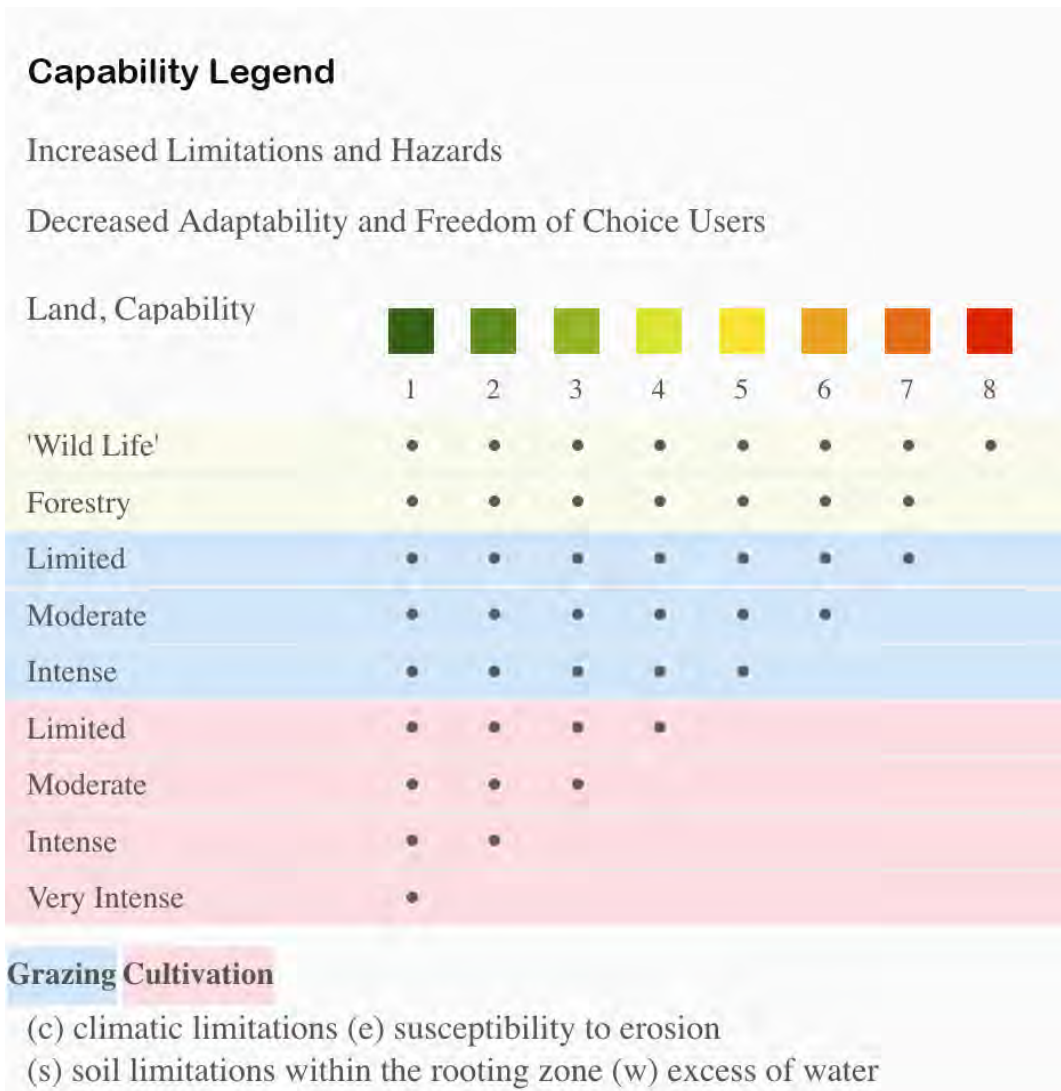 Capability Legend
Increased Limitations and Hazards
Decreased Adaptability and Freedom of Choice Users
Land, Capability
1 2 3 4 5 6 7 8
'Wild Life' • • • • • • • •
Forestry • • • • • • •
Limited • • • • • • •
Moderate • • • • • •
Intense • • • • •
Limited • • • •
Moderate • • •
Intense • •
Very Intense •
Grazing Cultivation
(c) climatic limitations (e) susceptibility to erosion
(s) soil limitations within the rooting zone (w) excess of water